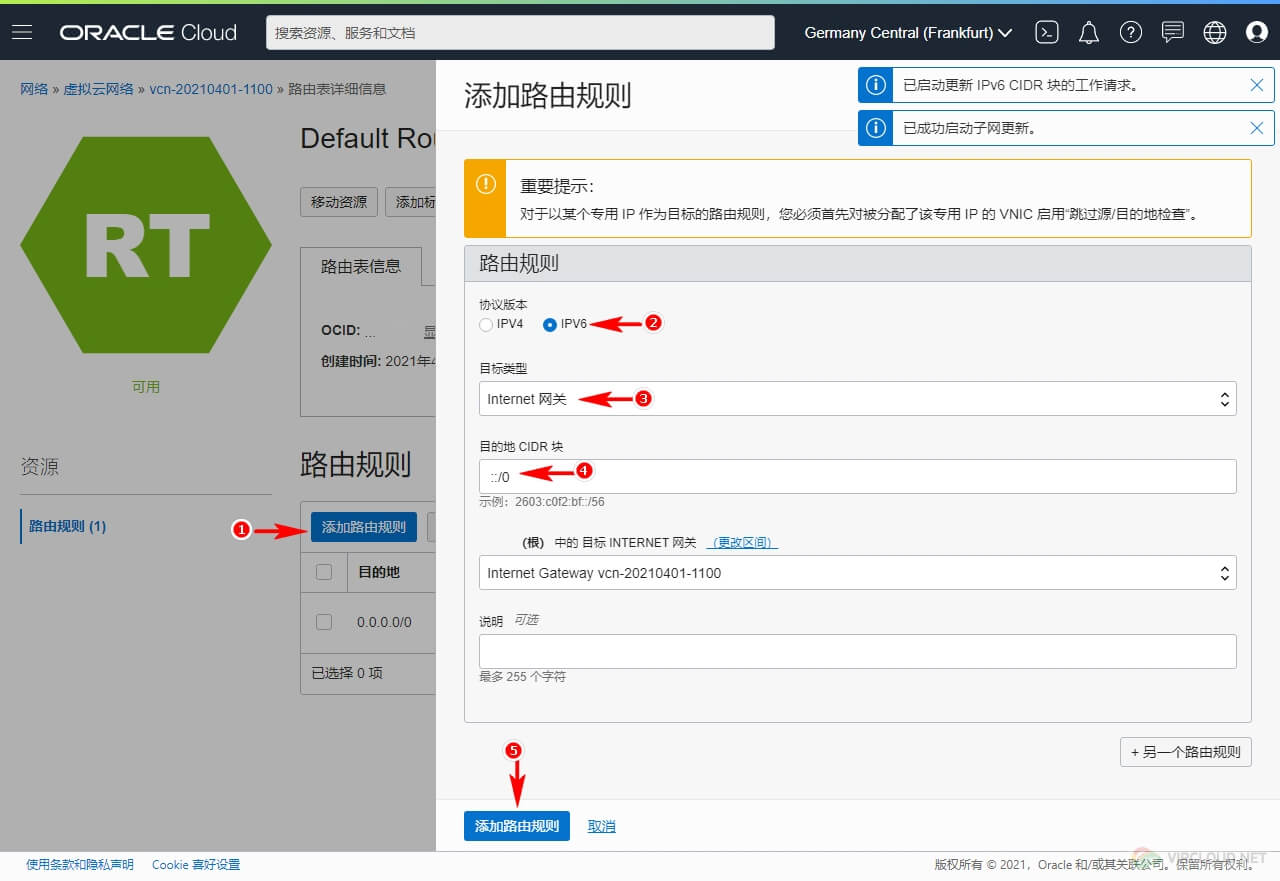 ORACLE Cloud
搜索资源、服务和文档
Germany Central (Frankfurt)
网络 » 虚拟云网络 » vcn-20210401-1100 » 路由表详细信息
RT
可用
资源
路由规则 (1)
Default Rou
移动资源
添加标
路由表信息
OCID: ...
显
创建时间: 2021年4
路由规则
1
添加路由规则
目的地
0.0.0.0/0
已选择 0 项
添加路由规则
已启动更新 IPv6 CIDR 块的工作请求。
已成功启动子网更新。
重要提示:
对于以某个专用 IP 作为目标的路由规则，您必须首先对被分配了该专用 IP 的 VNIC 启用“跳过源/目的地检查”。
路由规则
协议版本
IPV4 IPV6 2
目标类型
Internet 网关 3
目的地 CIDR 块
::/0 4
示例：2603:c0f2:bf::/56
(根) 中的 目标 INTERNET 网关 (更改区间)
Internet Gateway vcn-20210401-1100
说明 可选
最多 255 个字符
+ 另一个路由规则
5
添加路由规则 取消
使用条款和隐私声明 Cookie 喜好设置
版权所有 © 2021，Oracle 和/或其关联公司。保留所有权利。
VIRCLOUD.NET